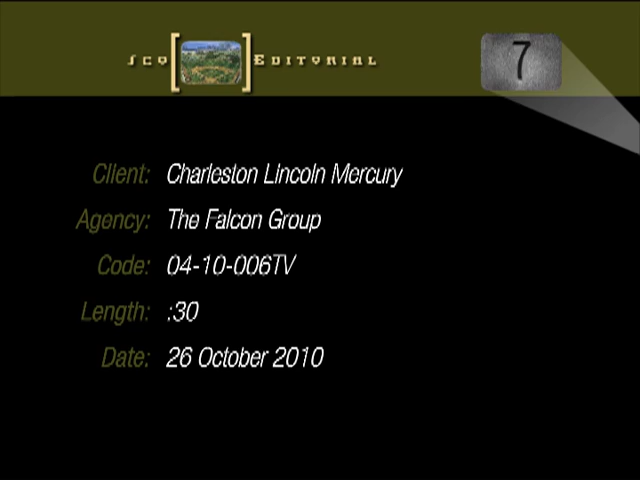 SCO EDITORIAL
7
Client: Charleston Lincoln Mercury
Agency: The Falcon Group
Code: 04-10-006TV
Length: :30
Date: 26 October 2010